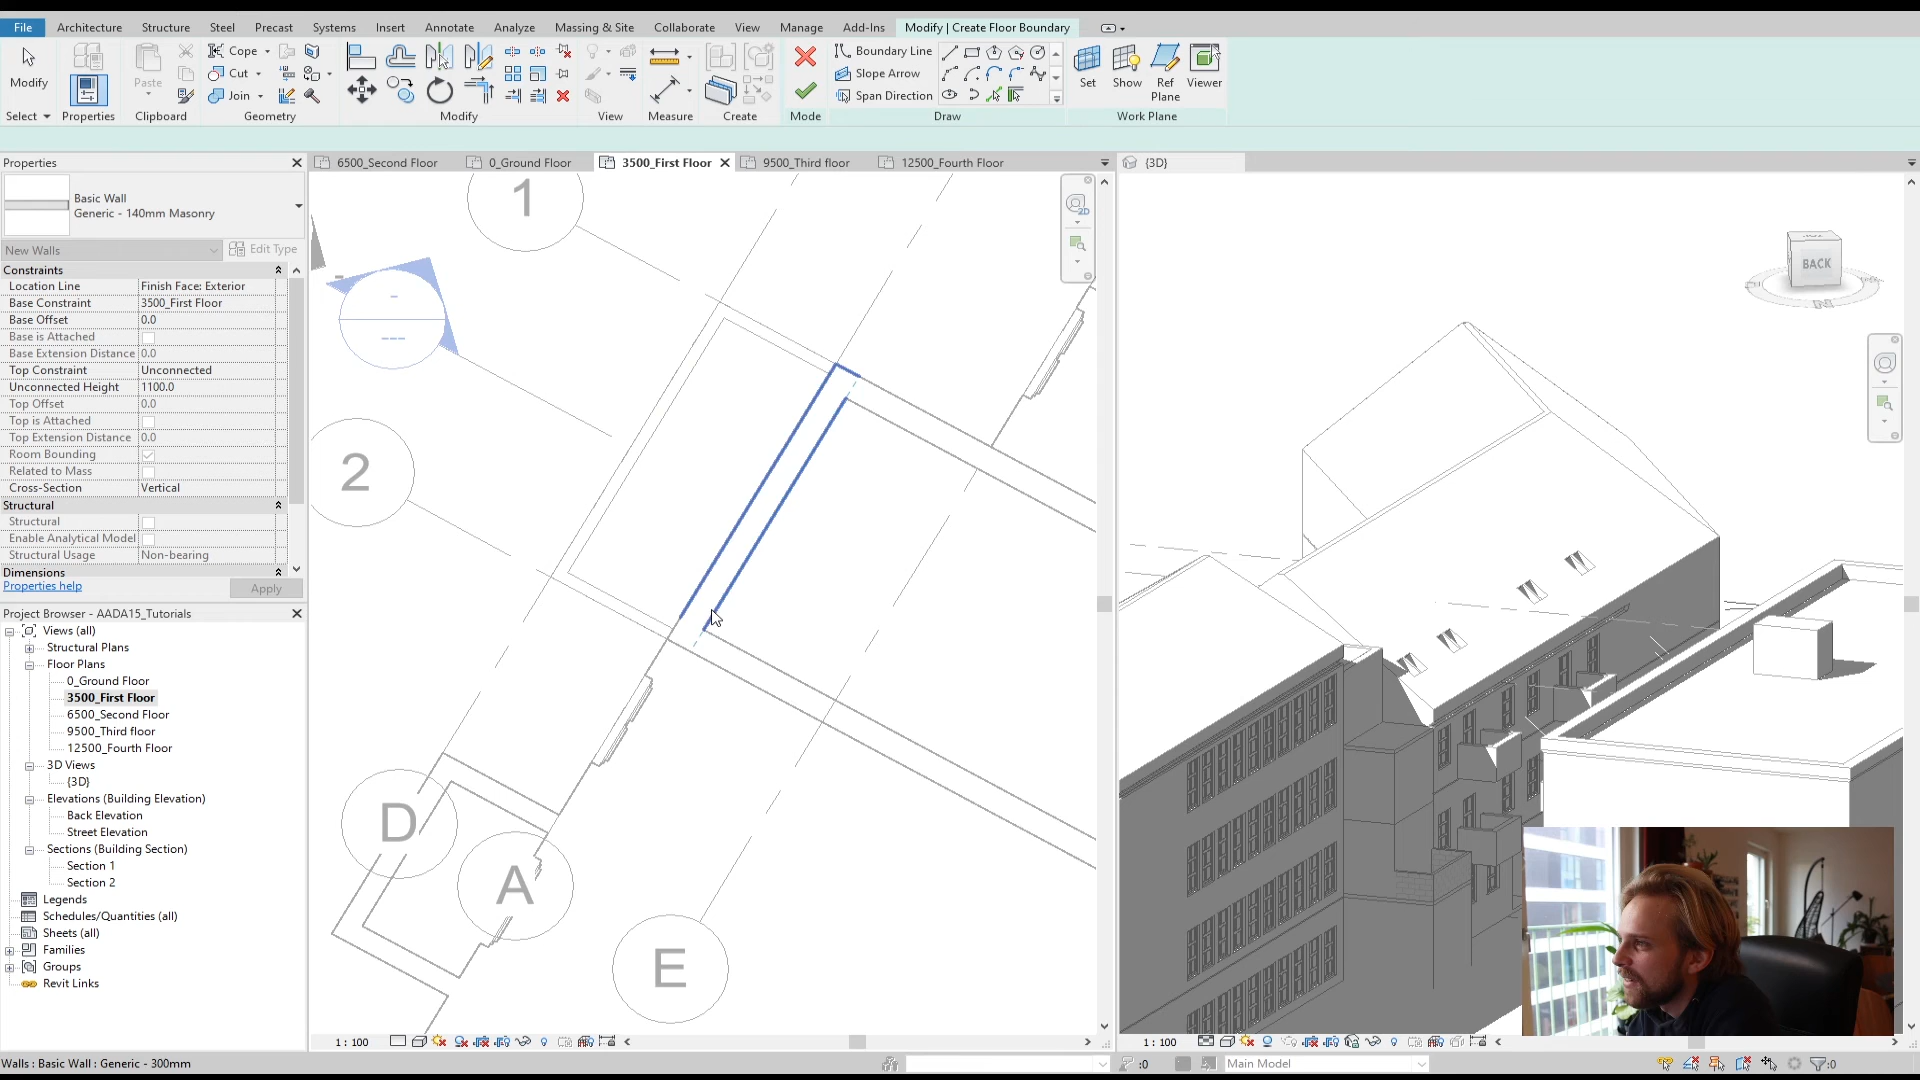 File Architecture Structure Steel Precast Systems Insert Annotate Analyze Massing & Site Collaborate View Manage Add-Ins Modify | Create Floor Boundary
Modify
Paste
Cope
Cut
Join
Boundary Line
Slope Arrow
Span Direction
Set Show Ref Plane Viewer
Select Properties Clipboard Geometry Modify View Measure Create Mode Draw Work Plane
Properties
6500_Second Floor 0_Ground Floor 3500_First Floor 9500_Third floor 12500_Fourth Floor {3D}
Basic Wall
Generic - 140mm Masonry
New Walls Edit Type
Constraints
Location Line Finish Face: Exterior
Base Constraint 3500_First Floor
Base Offset 0.0
Base is Attached
Base Extension Distance 0.0
Top Constraint Unconnected
Unconnected Height 1100.0
Top Offset 0.0
Top is Attached
Top Extension Distance 0.0
Room Bounding
Related to Mass
Cross-Section Vertical
Structural
Structural
Enable Analytical Model
Structural Usage Non-bearing
Dimensions
Properties help Apply
Project Browser - AADA15_Tutorials
Views (all)
Structural Plans
Floor Plans
0_Ground Floor
3500_First Floor
6500_Second Floor
9500_Third floor
12500_Fourth Floor
3D Views
{3D}
Elevations (Building Elevation)
Back Elevation
Street Elevation
Sections (Building Section)
Section 1
Section 2
Legends
Schedules/Quantities (all)
Sheets (all)
Families
Groups
Revit Links
1
2
D
A
E
2D
BACK
1 : 100
1 : 100
Walls : Basic Wall : Generic - 300mm
:0
Main Model
:0